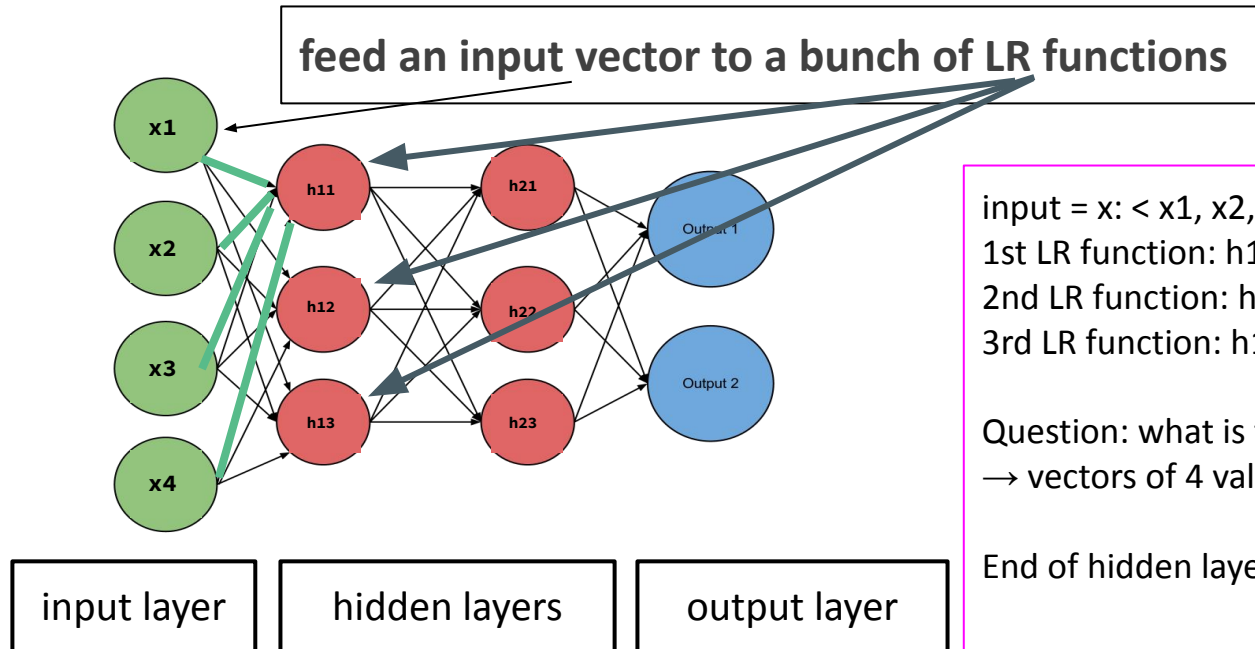 feed an input vector to a bunch of LR functions
x1
x2
x3
x4
h11
h12
h13
h21
h22
h23
Output 1
Output 2
input = x: < x1, x2,
1st LR function: h1
2nd LR function: h
3rd LR function: h1
Question: what is
→ vectors of 4 val
End of hidden laye
input layer
hidden layers
output layer